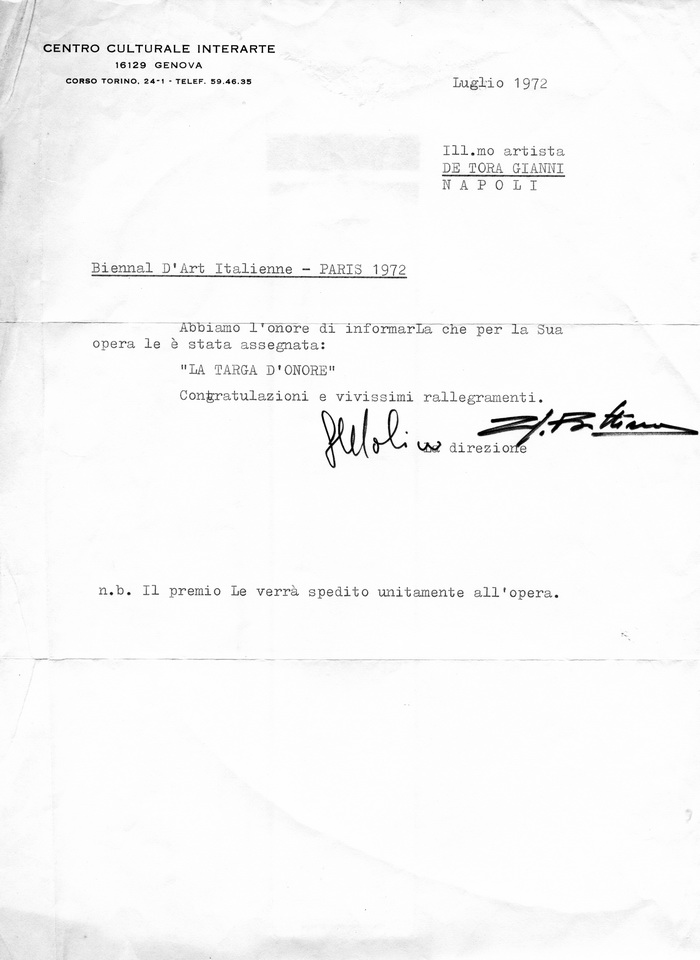 CENTRO CULTURALE INTERARTE
16129 GENOVA
CORSO TORINO, 24-1 - TELEF. 59.46.35
Luglio 1972
Ill.mo artista
DE TORA GIANNI
N A P O L I
Biennal D'Art Italienne - PARIS 1972
Abbiamo l'onore di informarLa che per la Sua
opera le è stata assegnata:
"LA TARGA D'ONORE"
Congratulazioni e vivissimi rallegramenti.
La direzione
n.b. Il premio Le verrà spedito unitamente all'opera.